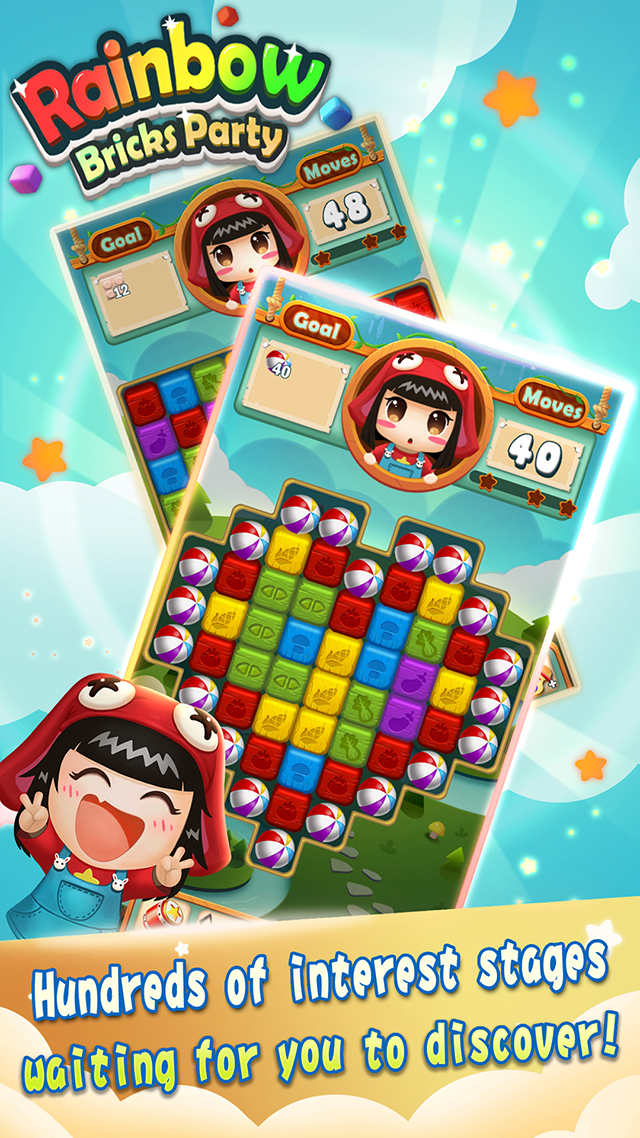 Rainbow
Bricks Party
Goal
Moves
48
12
Goal
Moves
40
40
Hundreds of interest stages
waiting for you to discover!